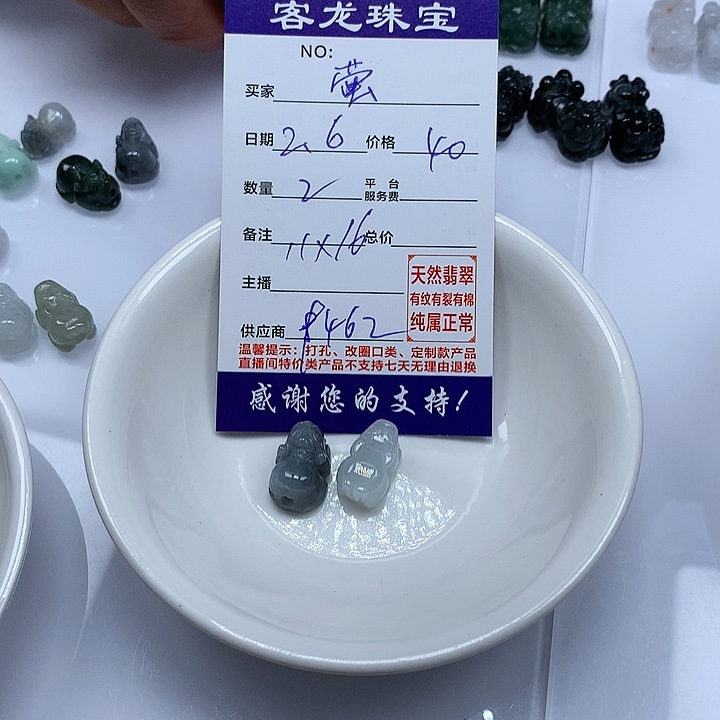 客龙珠宝
NO:
买家 萤
日期 2.6 价格 40
数量 2 平台服务费
备注 11×16 总价
主播
天然翡翠
有纹有裂有棉
纯属正常
供应商 462
温馨提示：打孔、改圈口类、定制款产品
直播间特价类产品不支持七天无理由退换
感谢您的支持!